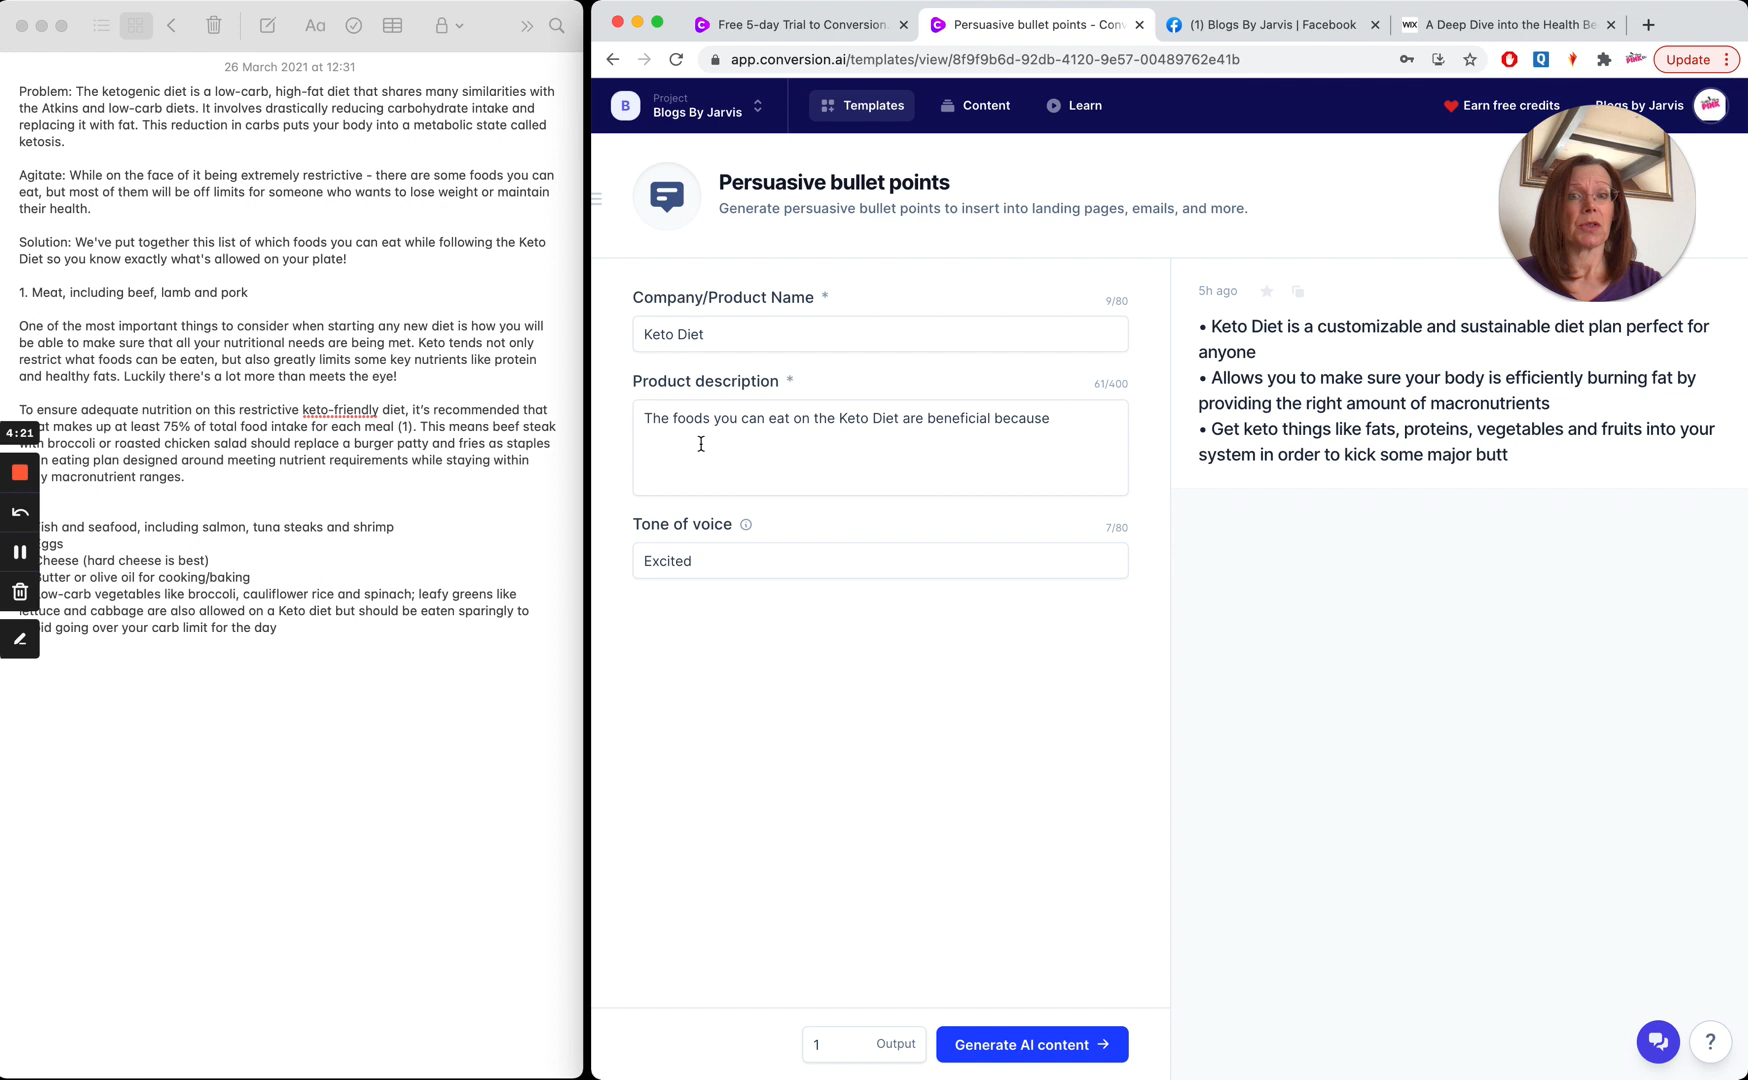 26 March 2021 at 12:31
Problem: The ketogenic diet is a low-carb, high-fat diet that shares many similarities with
the Atkins and low-carb diets. It involves drastically reducing carbohydrate intake and
replacing it with fat. This reduction in carbs puts your body into a metabolic state called
ketosis.
Agitate: While on the face of it being extremely restrictive - there are some foods you can
eat, but most of them will be off limits for someone who wants to lose weight or maintain
their health.
Solution: We've put together this list of which foods you can eat while following the Keto
Diet so you know exactly what's allowed on your plate!
1. Meat, including beef, lamb and pork
One of the most important things to consider when starting any new diet is how you will
be able to make sure that all your nutritional needs are being met. Keto tends not only
restrict what foods can be eaten, but also greatly limits some key nutrients like protein
and healthy fats. Luckily there's a lot more than meets the eye!
To ensure adequate nutrition on this restrictive keto-friendly diet, it's recommended that
at makes up at least 75% of total food intake for each meal (1). This means beef steak
broccoli or roasted chicken salad should replace a burger patty and fries as staples
n eating plan designed around meeting nutrient requirements while staying within
y macronutrient ranges.
ish and seafood, including salmon, tuna steaks and shrimp
ggs
Cheese (hard cheese is best)
utter or olive oil for cooking/baking
ow-carb vegetables like broccoli, cauliflower rice and spinach; leafy greens like
lettuce and cabbage are also allowed on a Keto diet but should be eaten sparingly to
id going over your carb limit for the day
4:21
Aa
Free 5-day Trial to Conversion.
Persuasive bullet points - Conv
(1) Blogs By Jarvis | Facebook
WIX
A Deep Dive into the Health Be
app.conversion.ai/templates/view/8f9f9b6d-92db-4120-9e57-00489762e41b
Update
B
Project
Blogs By Jarvis
Templates
Content
Learn
Earn free credits
Blogs by Jarvis
Persuasive bullet points
Generate persuasive bullet points to insert into landing pages, emails, and more.
Company/Product Name *
9/80
Keto Diet
Product description *
61/400
The foods you can eat on the Keto Diet are beneficial because
Tone of voice
7/80
Excited
1
Output
Generate AI content
5h ago
• Keto Diet is a customizable and sustainable diet plan perfect for
anyone
• Allows you to make sure your body is efficiently burning fat by
providing the right amount of macronutrients
• Get keto things like fats, proteins, vegetables and fruits into your
system in order to kick some major butt
?